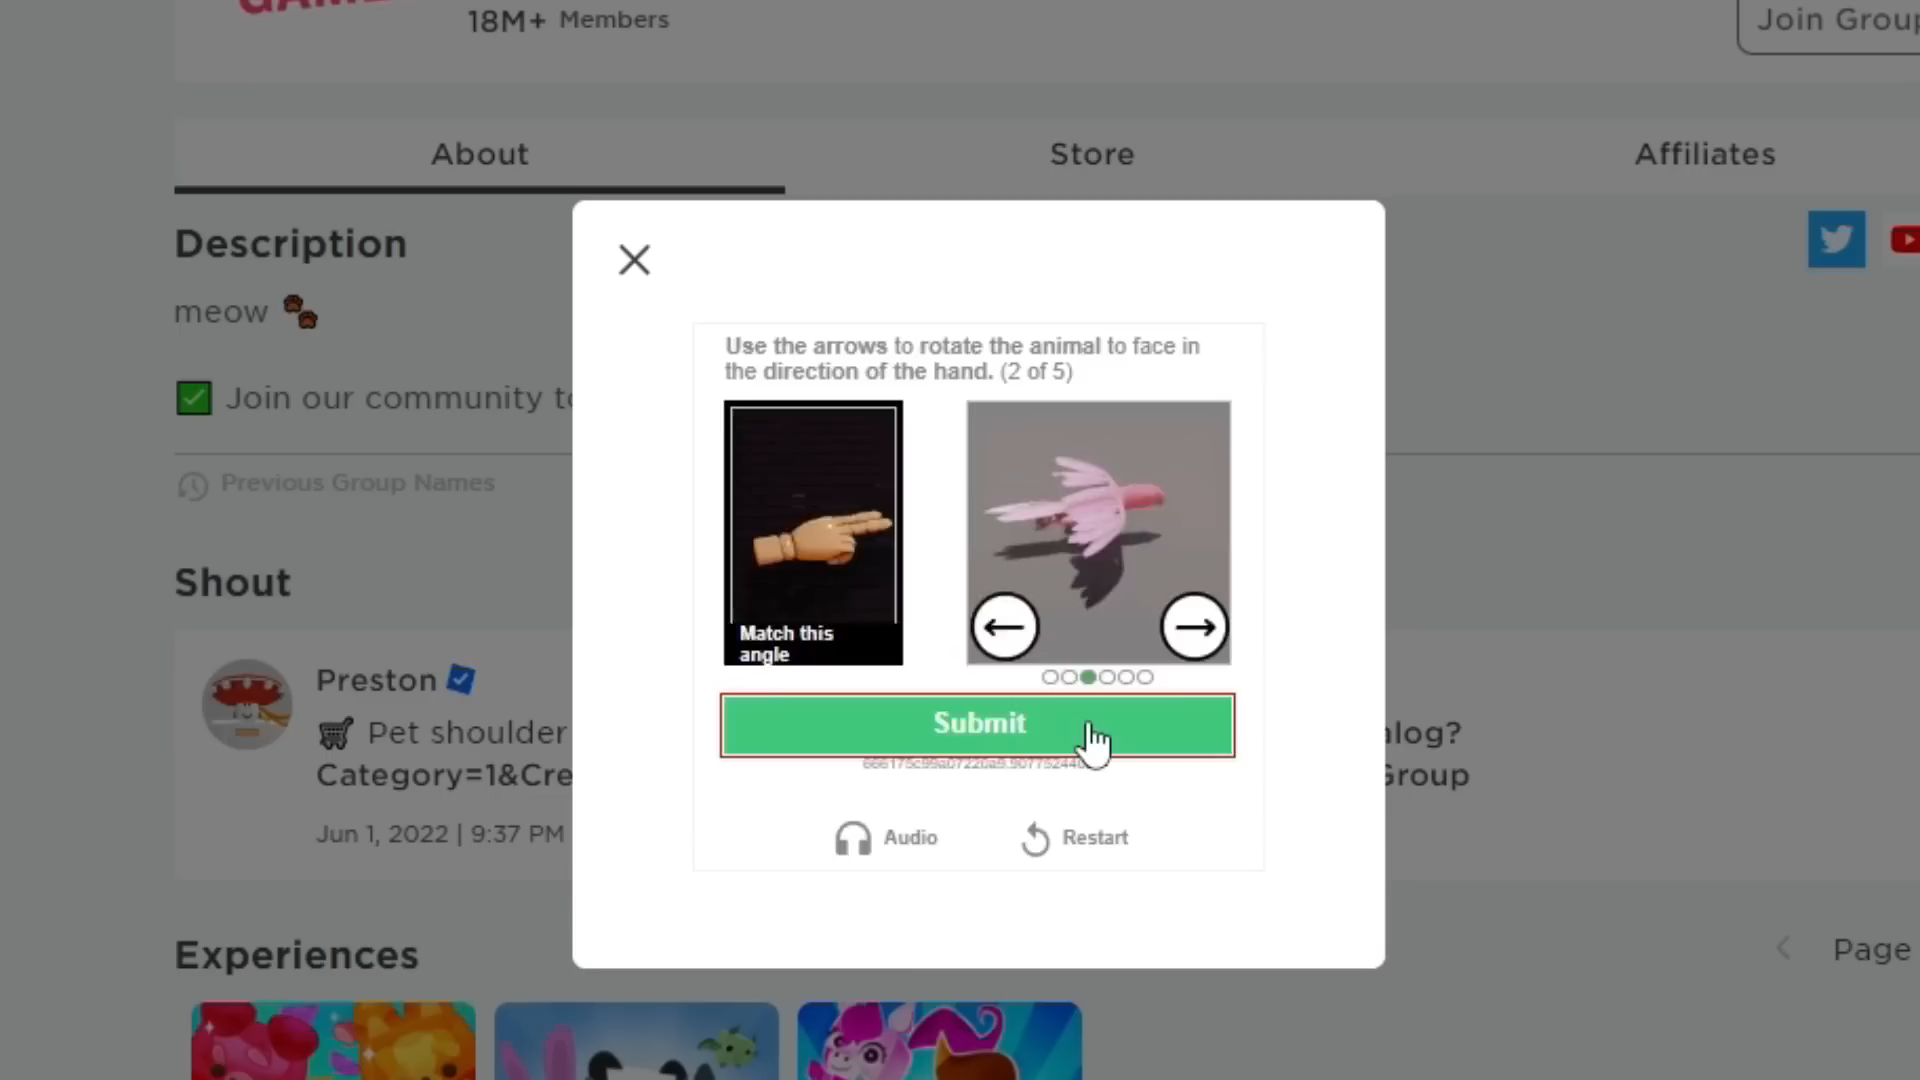 18M+ Members
Join Group
About
Store
Affiliates
Description
meow
Join our community to
Previous Group Names
Shout
Preston
Pet shoulder
alog?
Category=1&Cre
Group
Jun 1, 2022 | 9:37 PM
Use the arrows to rotate the animal to face in
the direction of the hand. (2 of 5)
Match this
angle
Submit
Audio
Restart
Experiences
Page